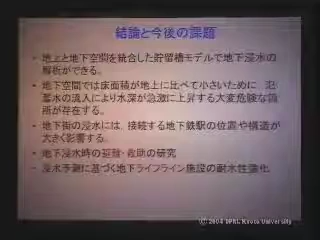 結論と今後の課題
• 地上と地下空間を統合した貯留槽モデルで地下浸水の
解析ができる。
• 地下空間では床面積が地上に比べて小さいために、氾
濫水の流入により水深が急激に上昇する大変危険な箇
所が存在する。
• 地下街の浸水には、接続する地下鉄駅の位置や構造が
大きく影響する。
• 地下浸水時の避難・救助の研究
• 浸水予測に基づく地下ライフライン施設の耐水性強化
© 2004 DPRI, Kyoto University